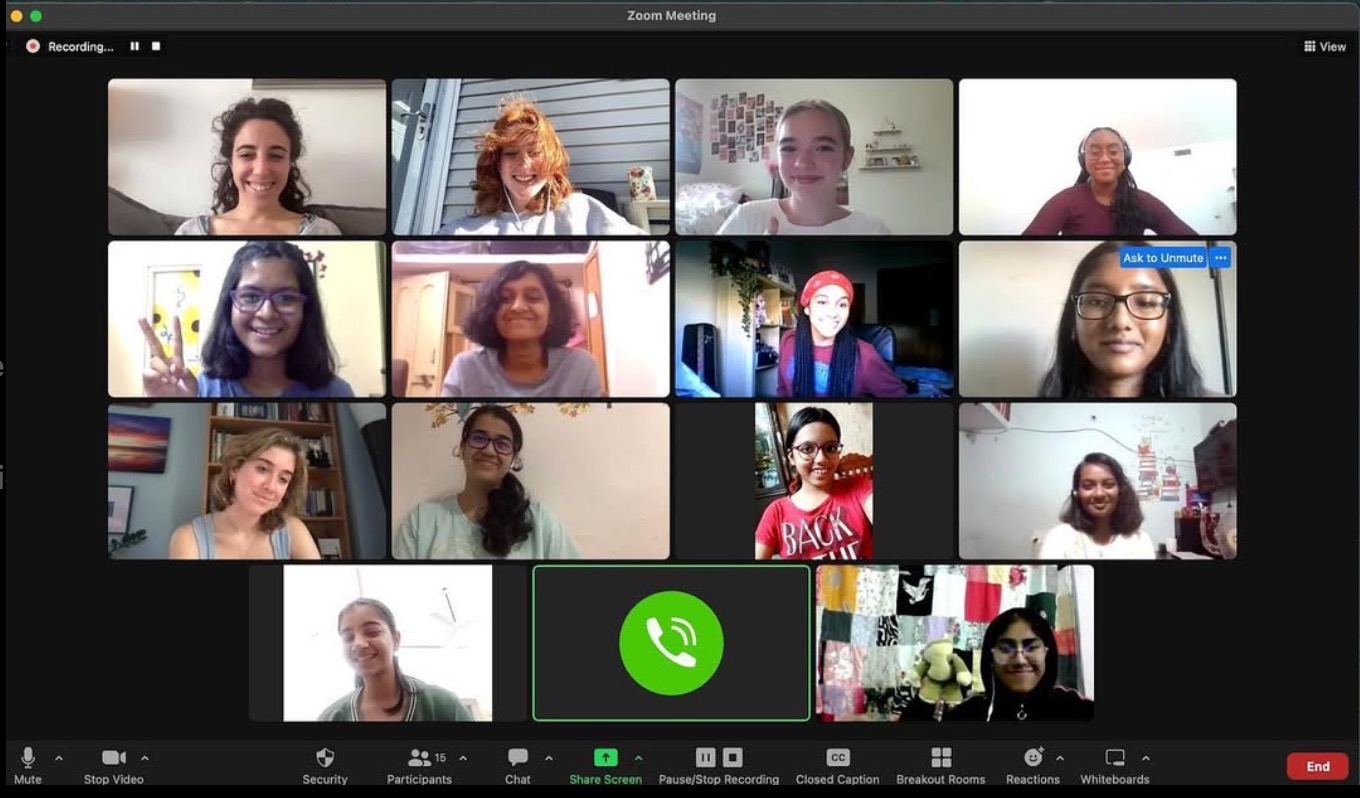 Zoom Meeting
Recording...
View
Ask to Unmute
BACK
15
CC
Mute
Stop Video
Security
Participants
Chat
Share Screen
Pause/Stop Recording
Closed Caption
Breakout Rooms
Reactions
Whiteboards
End